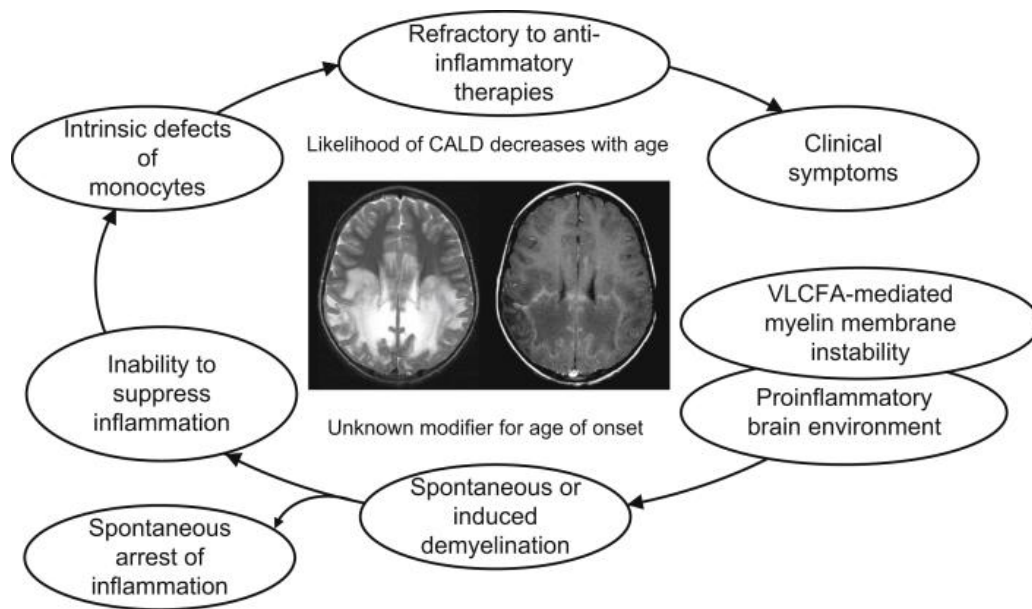 Refractory to anti-
inflammatory
therapies
Intrinsic defects
of
monocytes
Likelihood of CALD decreases with age
Clinical
symptoms
VLCFA-mediated
myelin membrane
instability
Inability to
suppress
inflammation
Proinflammatory
brain environment
Unknown modifier for age of onset
Spontaneous or
induced
demyelination
Spontaneous
arrest of
inflammation